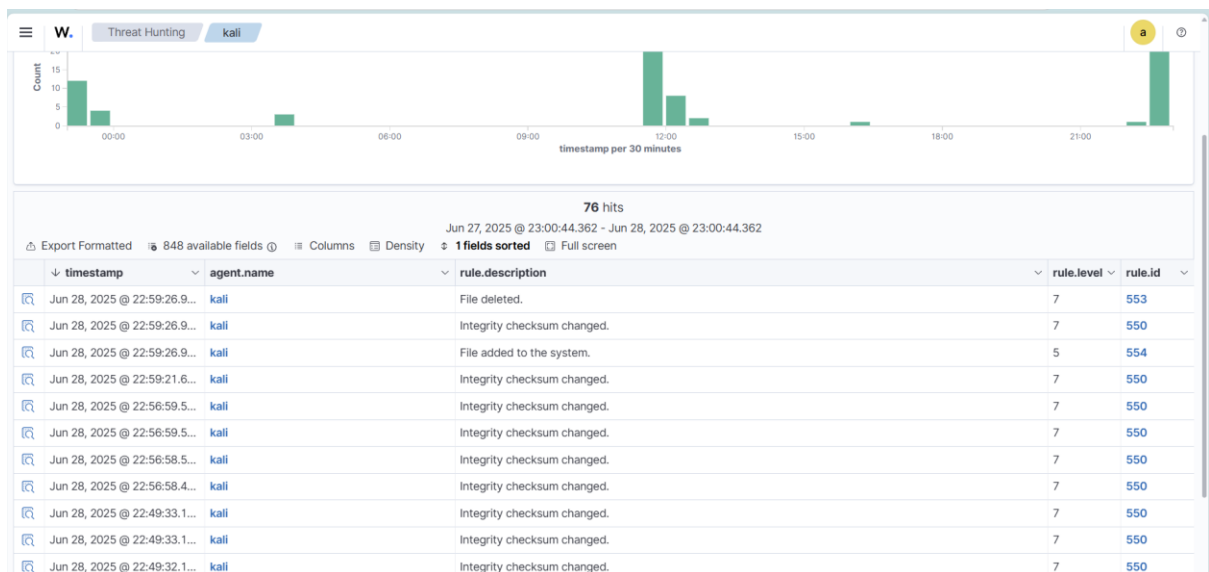 W. Threat Hunting kali a
Count
20
15
10
5
0
00:00 03:00 06:00 09:00 12:00 15:00 18:00 21:00
timestamp per 30 minutes
76 hits
Jun 27, 2025 @ 23:00:44.362 - Jun 28, 2025 @ 23:00:44.362
Export Formatted 848 available fields Columns Density 1 fields sorted Full screen
timestamp agent.name rule.description rule.level rule.id
Jun 28, 2025 @ 22:59:26.9... kali File deleted. 7 553
Jun 28, 2025 @ 22:59:26.9... kali Integrity checksum changed. 7 550
Jun 28, 2025 @ 22:59:26.9... kali File added to the system. 5 554
Jun 28, 2025 @ 22:59:21.6... kali Integrity checksum changed. 7 550
Jun 28, 2025 @ 22:56:59.5... kali Integrity checksum changed. 7 550
Jun 28, 2025 @ 22:56:59.5... kali Integrity checksum changed. 7 550
Jun 28, 2025 @ 22:56:58.5... kali Integrity checksum changed. 7 550
Jun 28, 2025 @ 22:56:58.4... kali Integrity checksum changed. 7 550
Jun 28, 2025 @ 22:49:33.1... kali Integrity checksum changed. 7 550
Jun 28, 2025 @ 22:49:33.1... kali Integrity checksum changed. 7 550
Jun 28, 2025 @ 22:49:32.1... kali Integrity checksum changed. 7 550